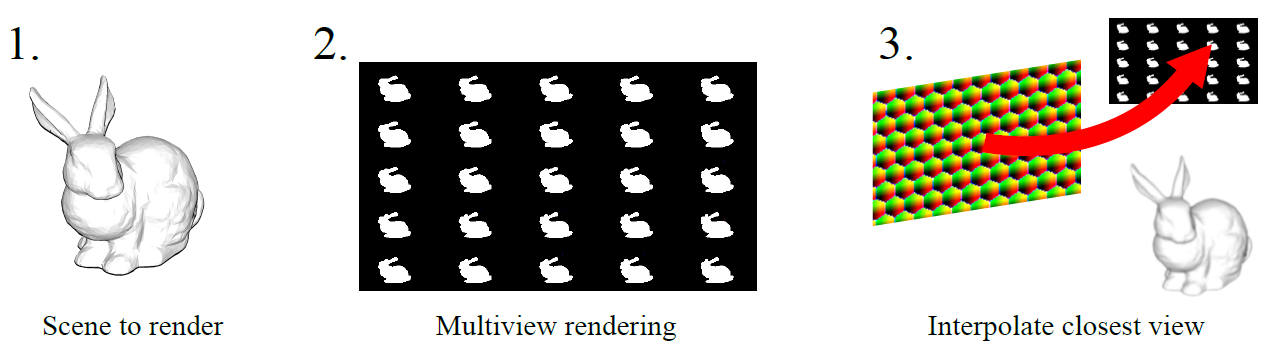 1.
2.
3.
Scene to render
Multiview rendering
Interpolate closest view